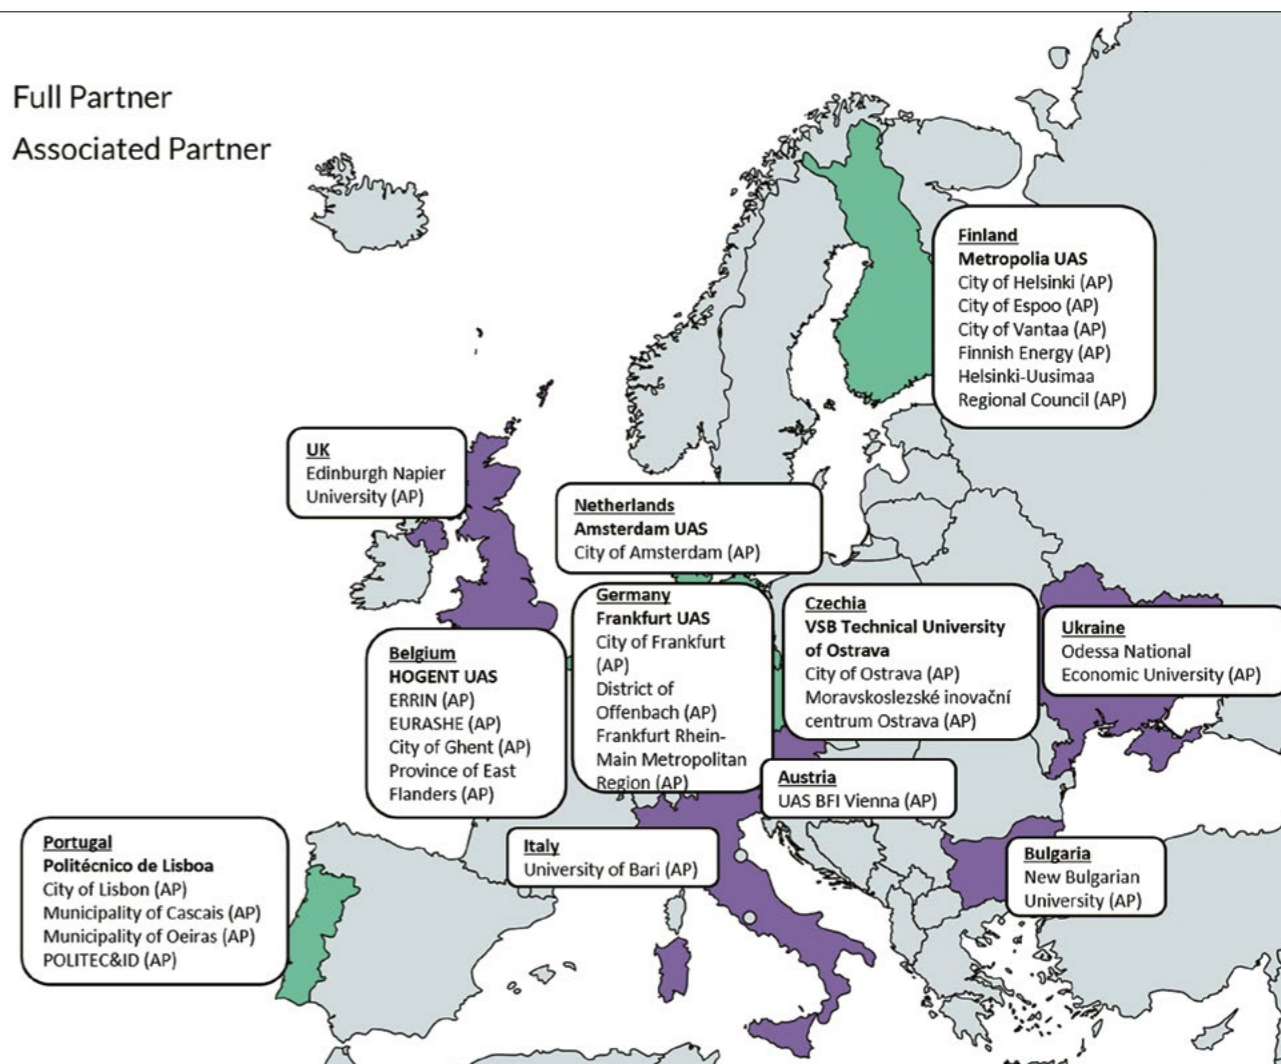 Full Partner
Associated Partner
Finland
Metropolia UAS
City of Helsinki (AP)
City of Espoo (AP)
City of Vantaa (AP)
Finnish Energy (AP)
Helsinki-Uusimaa
Regional Council (AP)
UK
Edinburgh Napier
University (AP)
Netherlands
Amsterdam UAS
City of Amsterdam (AP)
Germany
Frankfurt UAS
City of Frankfurt
(AP)
District of
Offenbach (AP)
Frankfurt Rhein-
Main Metropolitan
Region (AP)
Czechia
VSB Technical University
of Ostrava
City of Ostrava (AP)
Moravskoslezské inovační
centrum Ostrava (AP)
Ukraine
Odessa National
Economic University (AP)
Belgium
HOGENT UAS
ERRIN (AP)
EURASHE (AP)
City of Ghent (AP)
Province of East
Flanders (AP)
Austria
UAS BFI Vienna (AP)
Portugal
Politécnico de Lisboa
City of Lisbon (AP)
Municipality of Cascais (AP)
Municipality of Oeiras (AP)
POLITEC&ID (AP)
Italy
University of Bari (AP)
Bulgaria
New Bulgarian
University (AP)